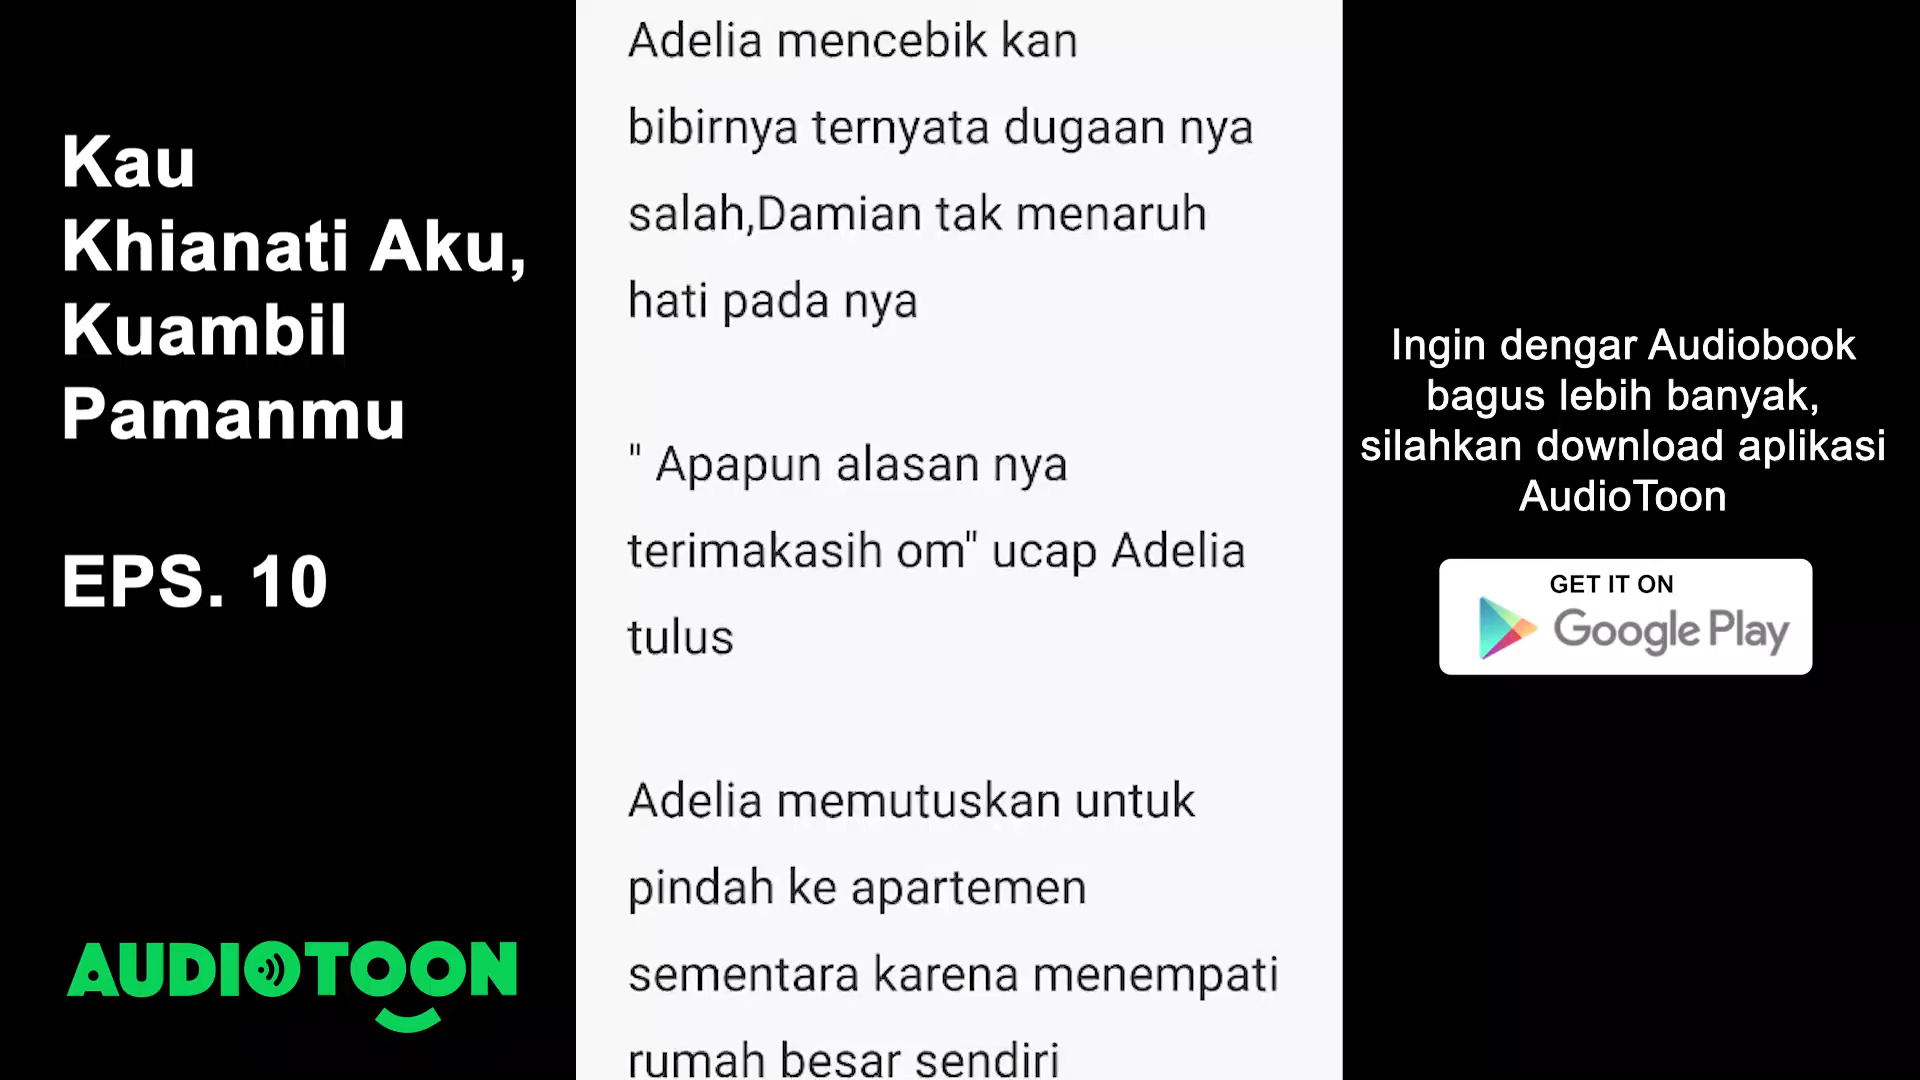 Kau
Khianati Aku,
Kuambil
Pamanmu
EPS. 10
AUDIOTOON
Adelia mencebik kan
bibirnya ternyata dugaan nya
salah,Damian tak menaruh
hati pada nya
" Apapun alasan nya
terimakasih om" ucap Adelia
tulus
Adelia memutuskan untuk
pindah ke apartemen
sementara karena menempati
rumah besar sendiri
Ingin dengar Audiobook
bagus lebih banyak,
silahkan download aplikasi
AudioToon
GET IT ON
Google Play